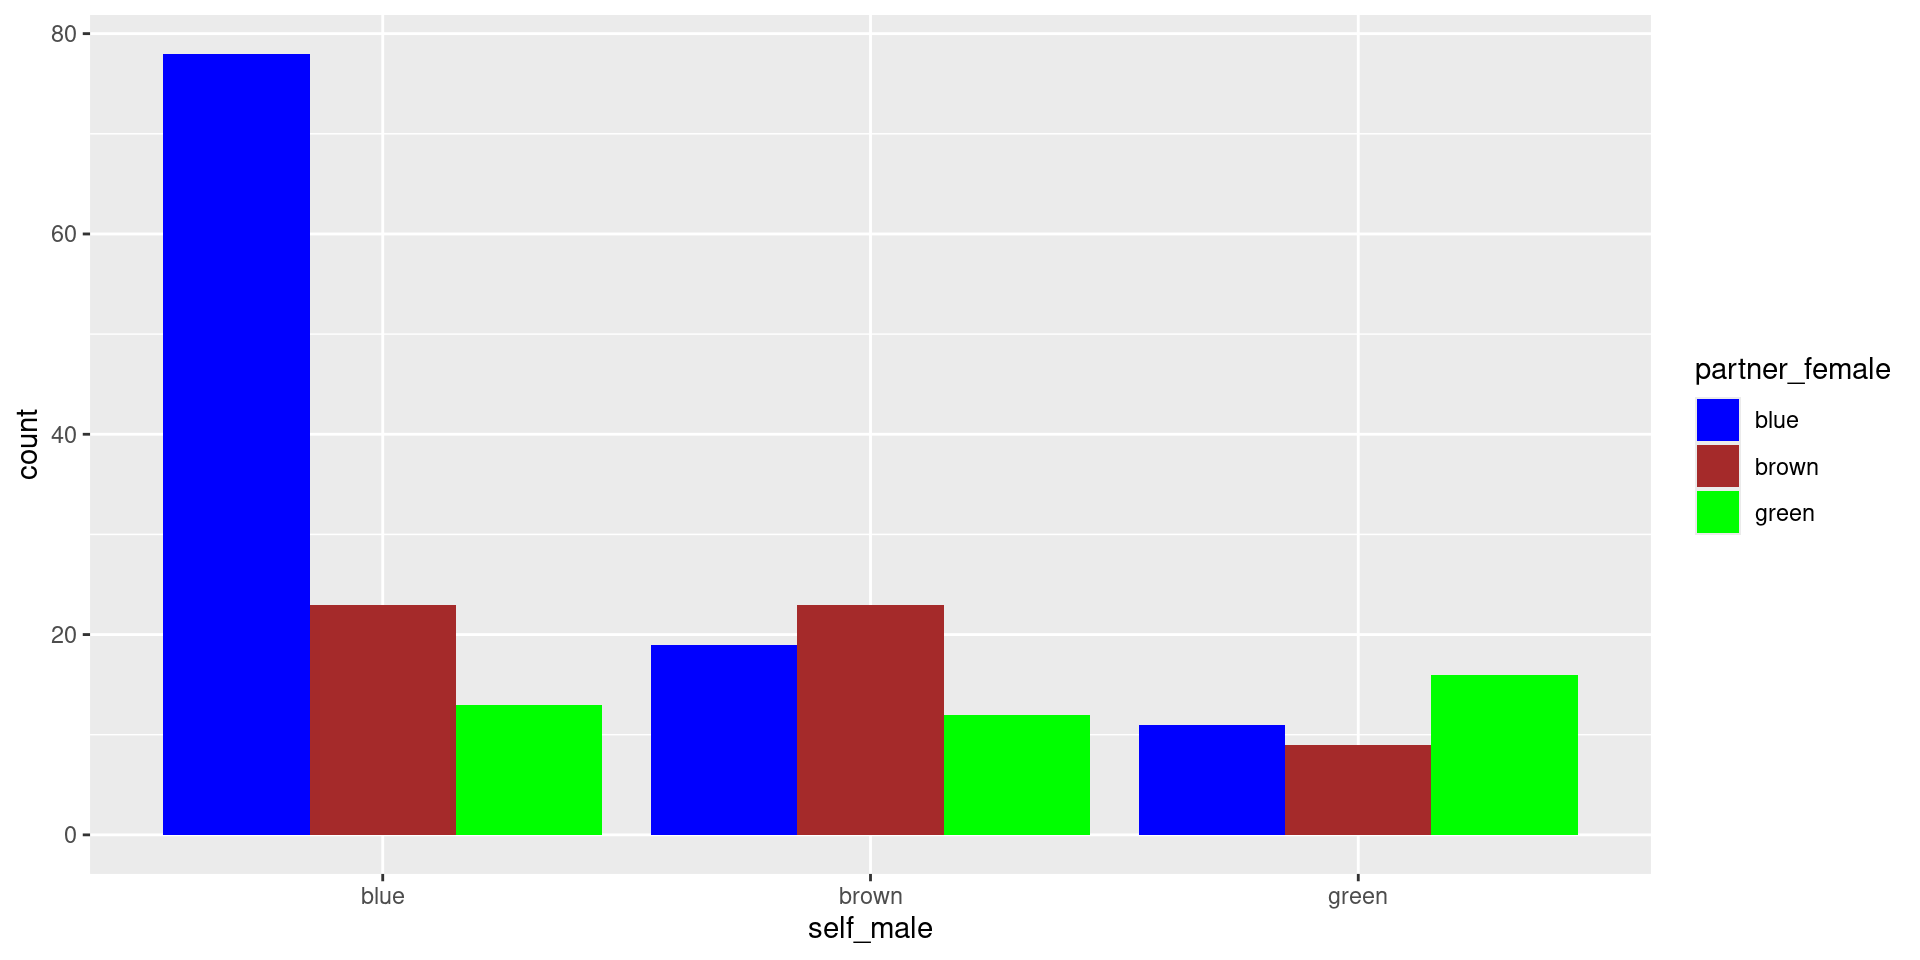 80
60
40
20
0
count
blue
brown
green
self_male
partner_female
blue
brown
green